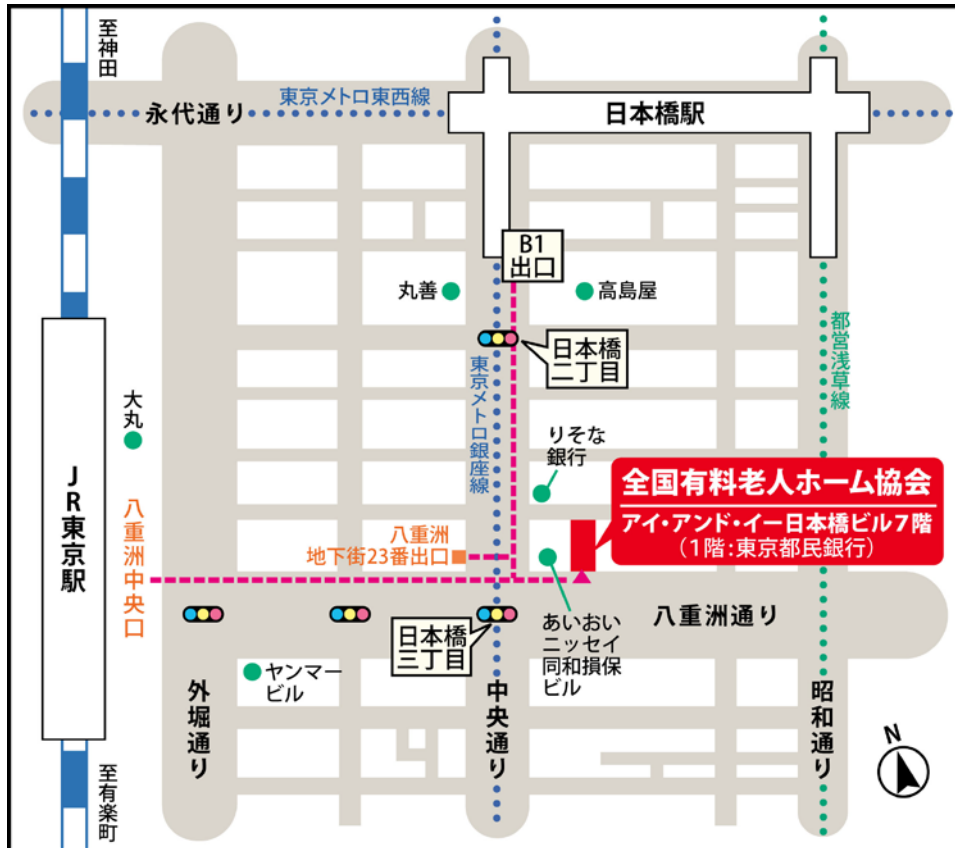 至神田
永代通り
東京メトロ東西線
日本橋駅
B1
出口
丸善
高島屋
日本橋
二丁目
東京メトロ銀座線
都営浅草線
大丸
りそな
銀行
JR東京駅
八重洲中央口
八重洲
地下街23番出口
全国有料老人ホーム協会
アイ・アンド・イー日本橋ビル7階
(1階:東京都民銀行)
八重洲通り
日本橋
三丁目
あいおい
ニッセイ
同和損保
ビル
ヤンマー
ビル
外堀通り
中央通り
昭和通り
N
至有楽町